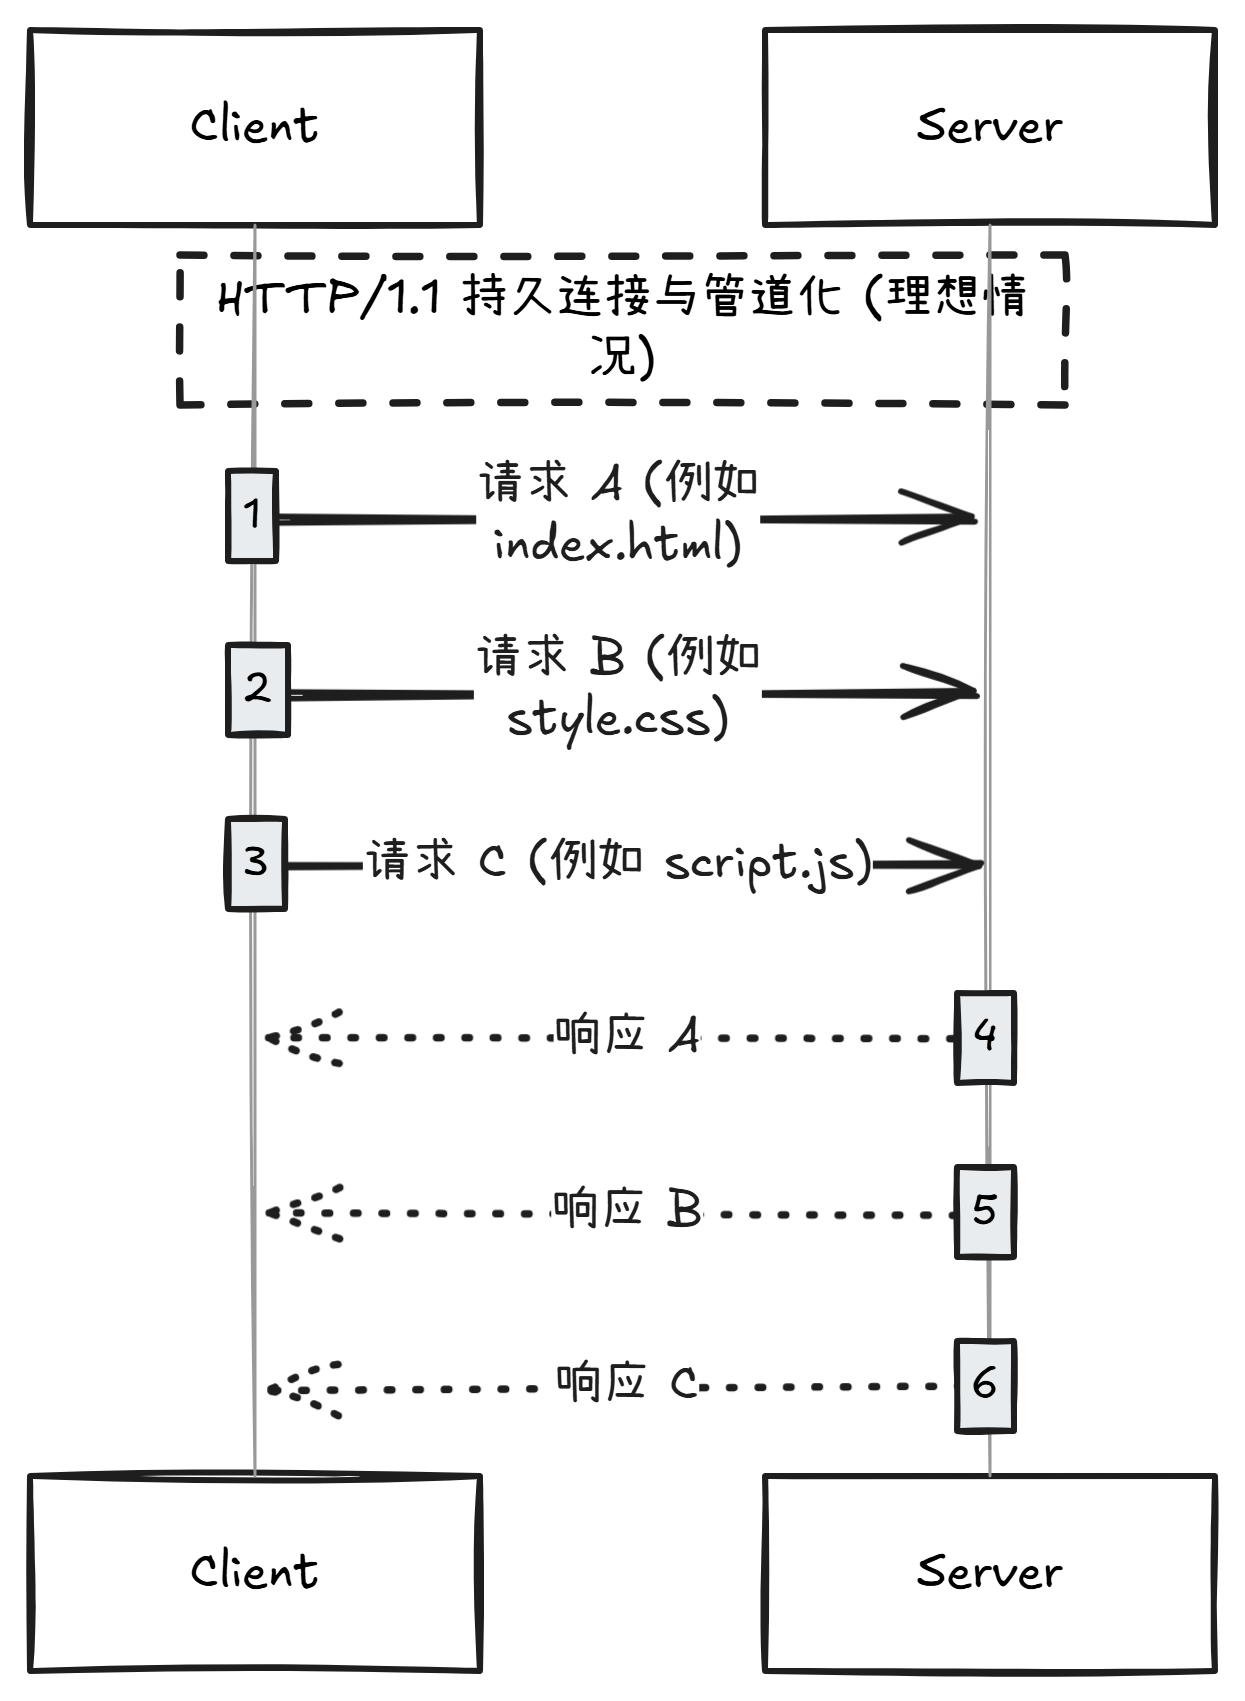 Client
Server
HTTP/1.1 持久连接与管道化 (理想情
况)
1
请求 A (例如
index.html)
2
请求 B (例如
style.css)
3
请求 C (例如 script.js)
响应 A
4
响应 B
5
响应 C
6
Client
Server